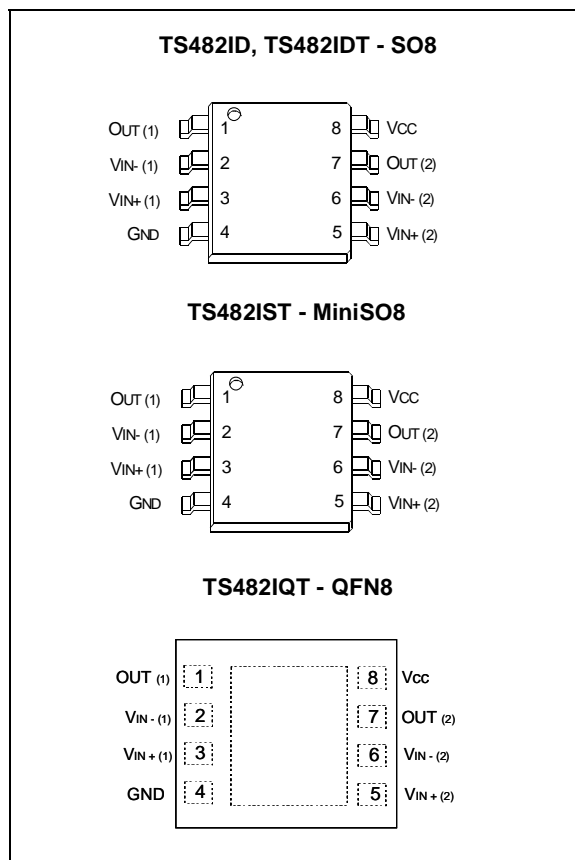 TS482ID, TS482IDT - SO8
OUT (1) 1 8 VCC
VIN- (1) 2 7 OUT (2)
VIN+ (1) 3 6 VIN- (2)
GND 4 5 VIN+ (2)
TS482IST - MiniSO8
OUT (1) 1 8 VCC
VIN- (1) 2 7 OUT (2)
VIN+ (1) 3 6 VIN- (2)
GND 4 5 VIN+ (2)
TS482IQT - QFN8
OUT (1) 1 8 Vcc
VIN - (1) 2 7 OUT (2)
VIN + (1) 3 6 VIN - (2)
GND 4 5 VIN + (2)